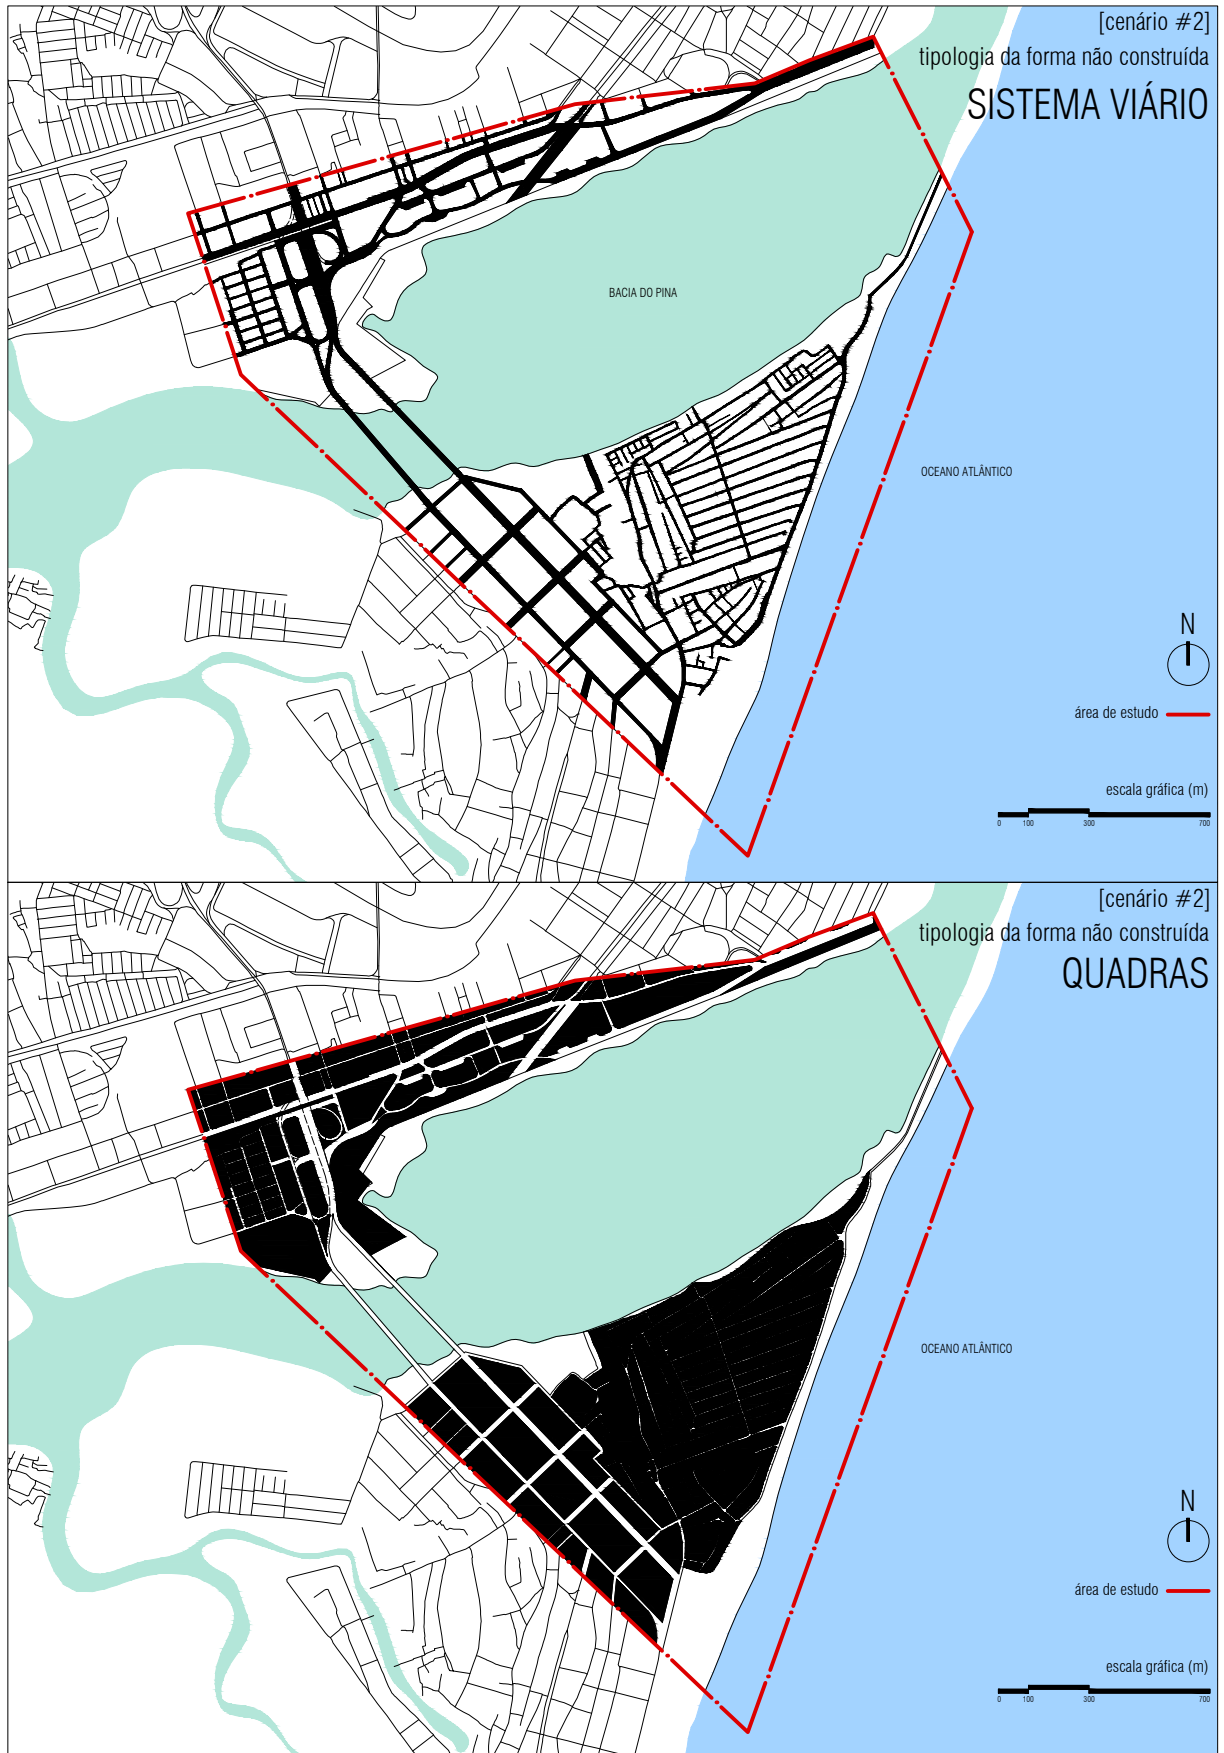 [cenário #2]
tipologia da forma não construída
SISTEMA VIÁRIO
BACIA DO PINA
OCEANO ATLÂNTICO
N
área de estudo
escala gráfica (m)
0 100 300 700
[cenário #2]
tipologia da forma não construída
QUADRAS
OCEANO ATLÂNTICO
N
área de estudo
escala gráfica (m)
0 100 300 700